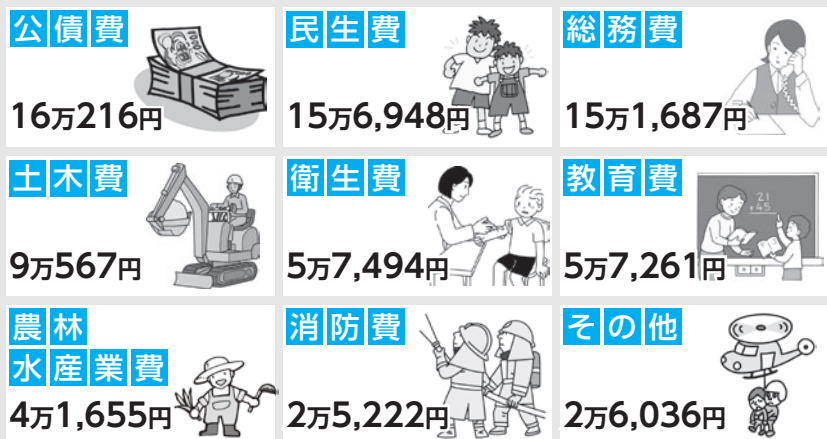 公債費
16万216円
民生費
15万6,948円
総務費
15万1,687円
土木費
9万567円
衛生費
5万7,494円
教育費
21
+45
5万7,261円
農林
水産業費
4万1,655円
消防費
2万5,222円
その他
2万6,036円